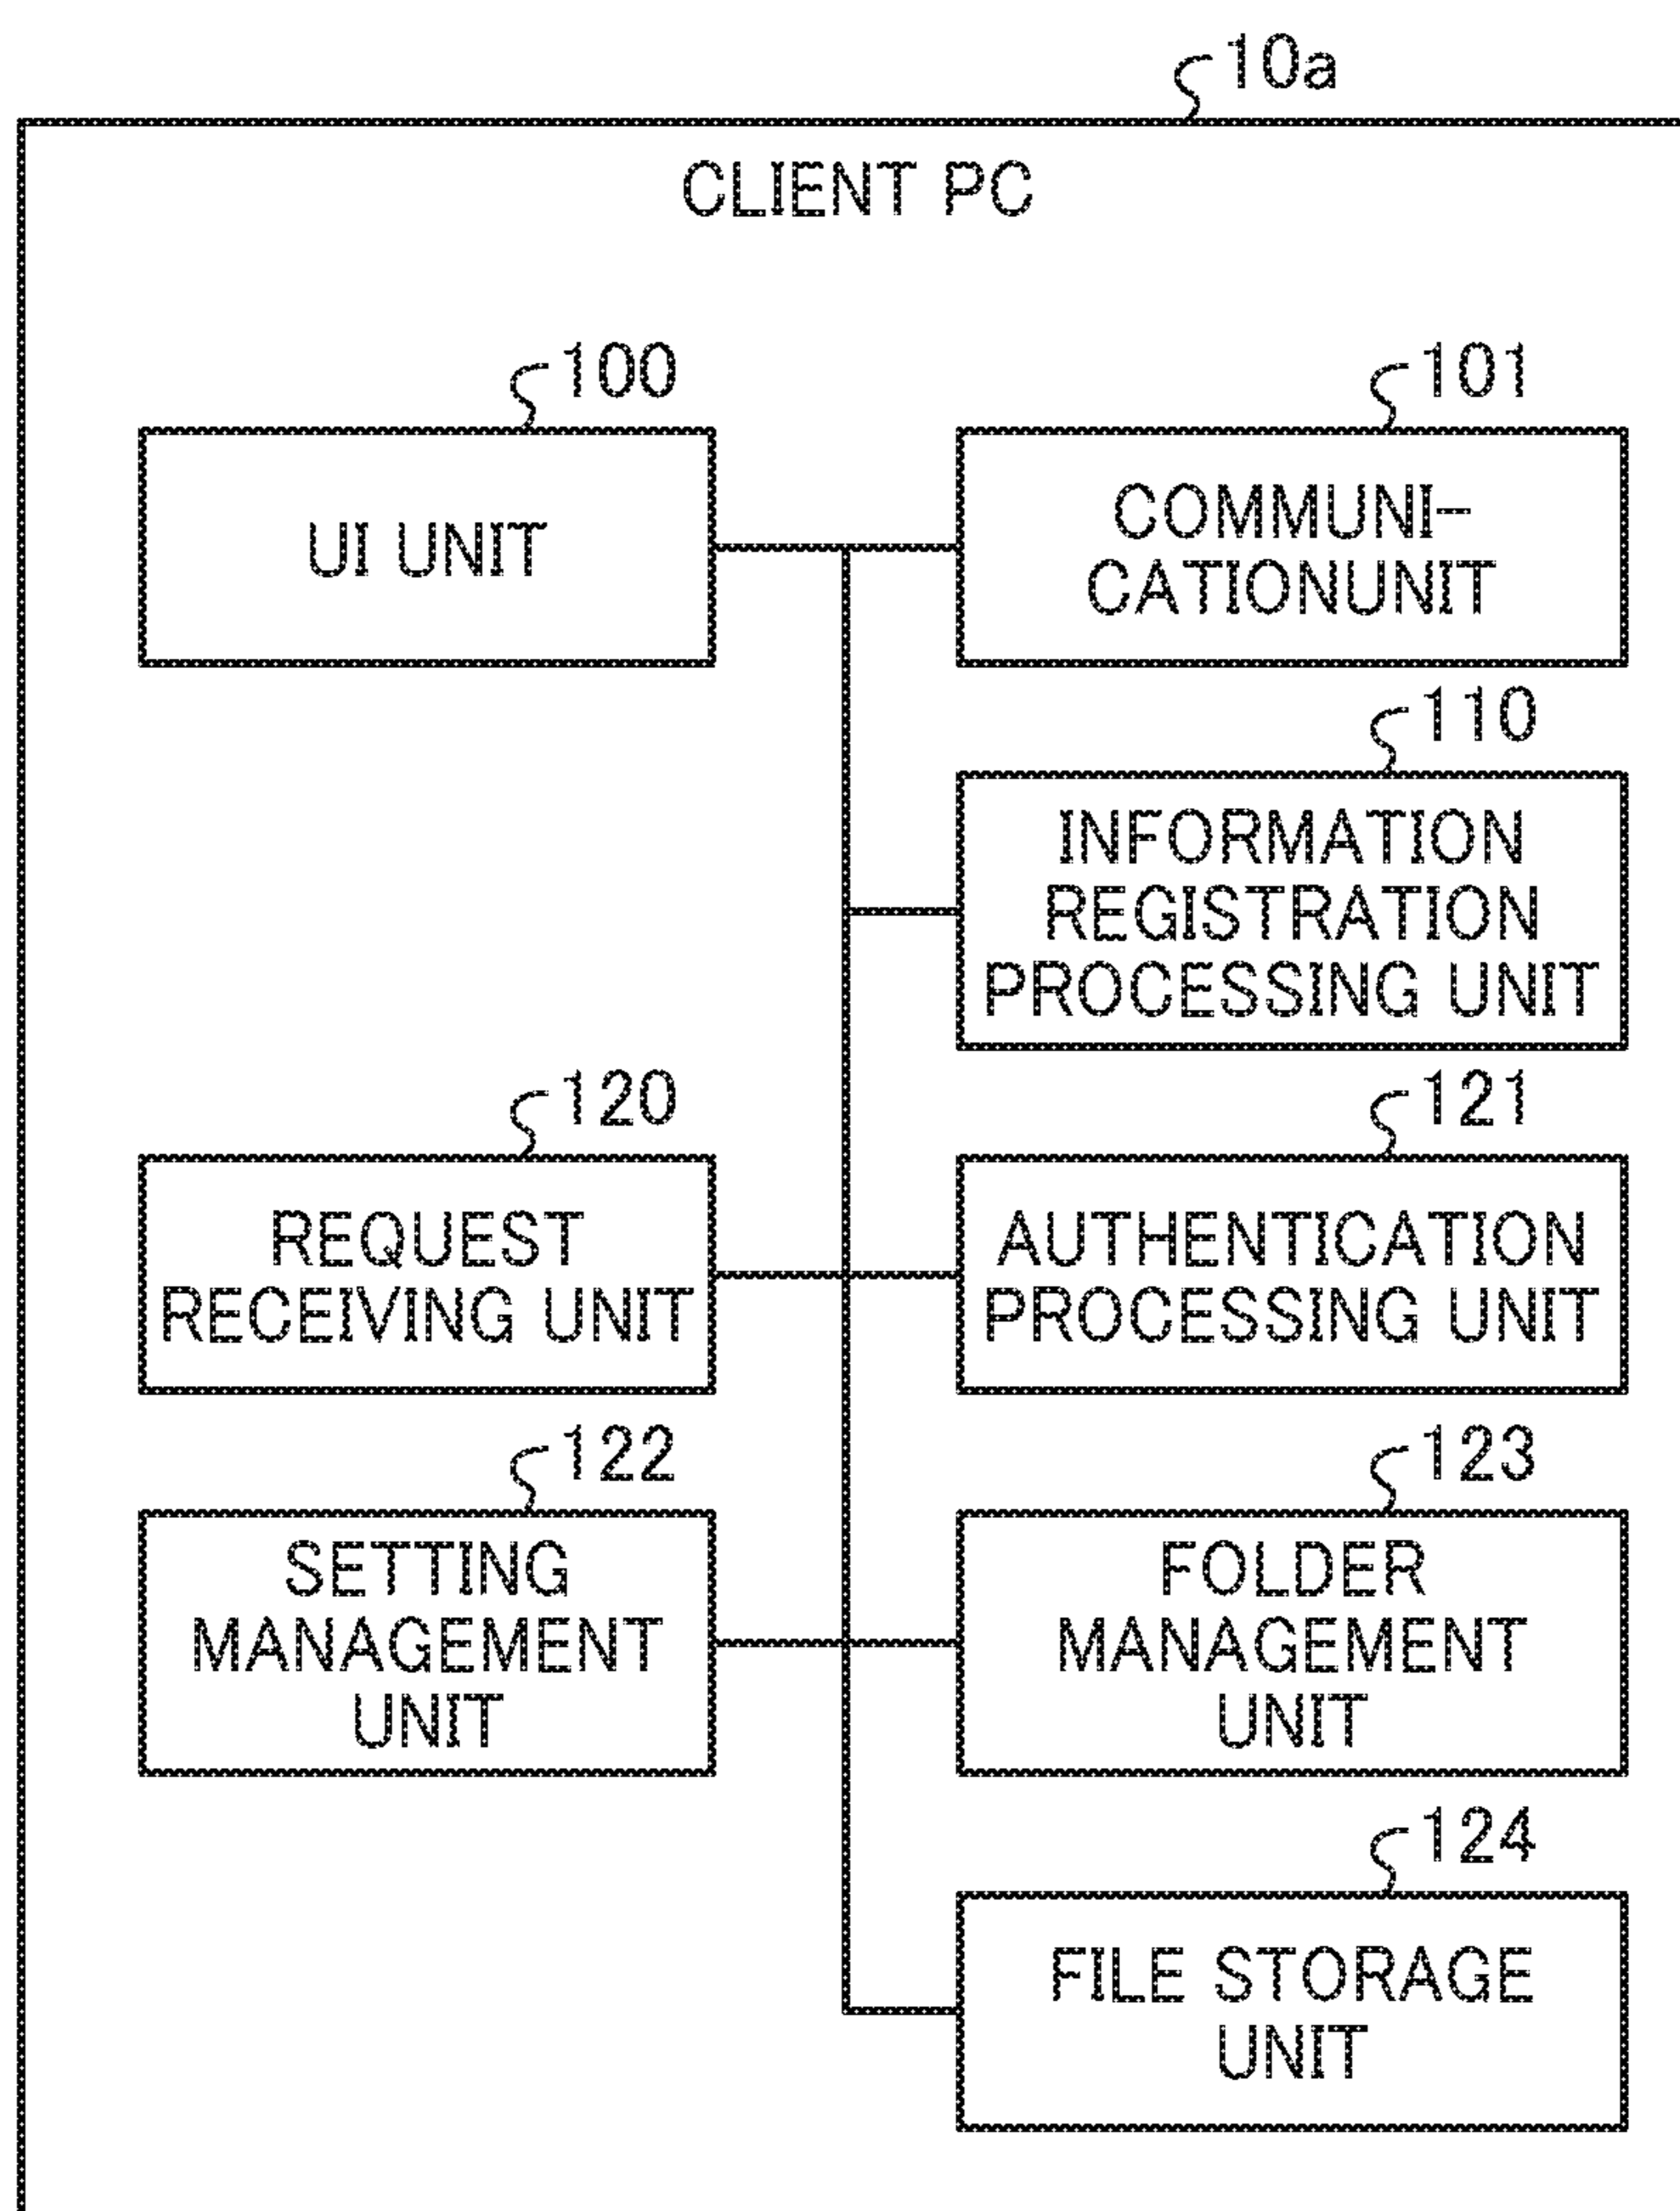 10a
CLIENT PC
100
UI UNIT
101
COMMUNI-
CATIONUNIT
110
INFORMATION
REGISTRATION
PROCESSING UNIT
120
REQUEST
RECEIVING UNIT
121
AUTHENTICATION
PROCESSING UNIT
122
SETTING
MANAGEMENT
UNIT
123
FOLDER
MANAGEMENT
UNIT
124
FILE STORAGE
UNIT